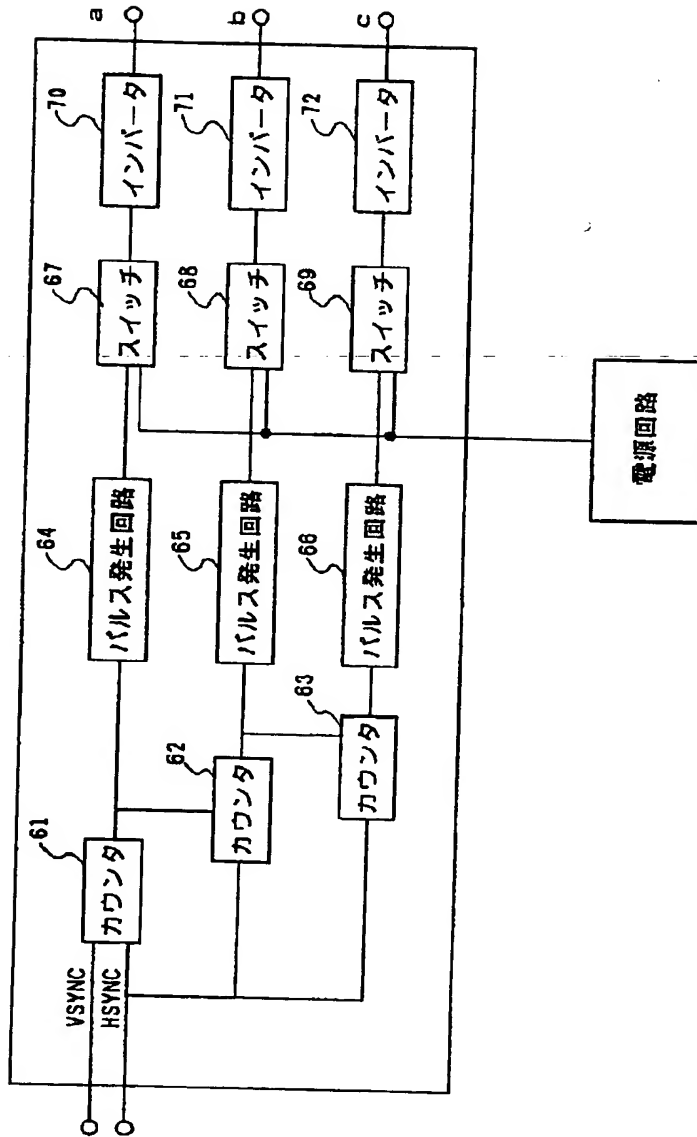 VSYNC
HSYNC
61
カウンタ
62
カウンタ
63
カウンタ
64
パルス発生回路
65
パルス発生回路
66
パルス発生回路
67
スイッチ
68
スイッチ
69
スイッチ
70
インバータ
71
インバータ
72
インバータ
a
b
c
電源回路